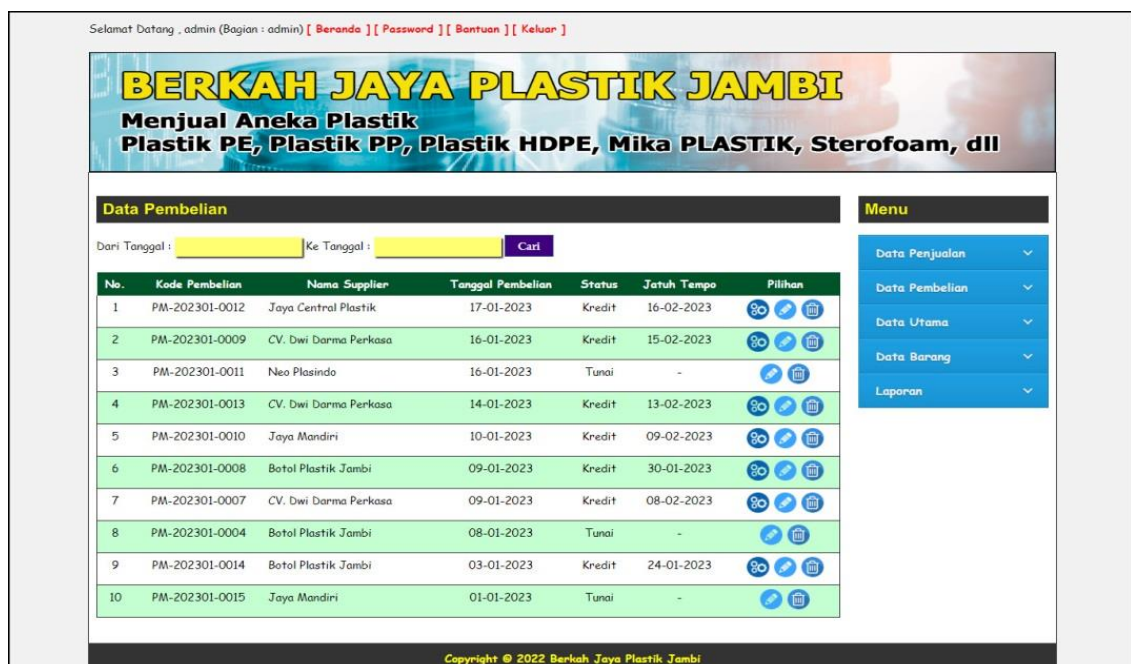 Selamat Datang , admin (Bagian : admin) [ Beranda ] [ Password ] [ Bantuan ] [ Keluar ]
BERKAH JAYA PLASTIK JAMBI
Menjual Aneka Plastik
Plastik PE, Plastik PP, Plastik HDPE, Mika PLASTIK, Sterofoam, dll
Data Pembelian
Dari Tanggal : Ke Tanggal : Cari
No. Kode Pembelian Nama Supplier Tanggal Pembelian Status Jatuh Tempo Pilihan
1 PM-202301-0012 Jaya Central Plastik 17-01-2023 Kredit 16-02-2023
2 PM-202301-0009 CV. Dwi Darma Perkasa 16-01-2023 Kredit 15-02-2023
3 PM-202301-0011 Neo Plasindo 16-01-2023 Tunai -
4 PM-202301-0013 CV. Dwi Darma Perkasa 14-01-2023 Kredit 13-02-2023
5 PM-202301-0010 Jaya Mandiri 10-01-2023 Kredit 09-02-2023
6 PM-202301-0008 Botol Plastik Jambi 09-01-2023 Kredit 30-01-2023
7 PM-202301-0007 CV. Dwi Darma Perkasa 09-01-2023 Kredit 08-02-2023
8 PM-202301-0004 Botol Plastik Jambi 08-01-2023 Tunai -
9 PM-202301-0014 Botol Plastik Jambi 03-01-2023 Kredit 24-01-2023
10 PM-202301-0015 Jaya Mandiri 01-01-2023 Tunai -
Menu
Data Penjualan
Data Pembelian
Data Utama
Data Barang
Laporan
Copyright © 2022 Berkah Jaya Plastik Jambi